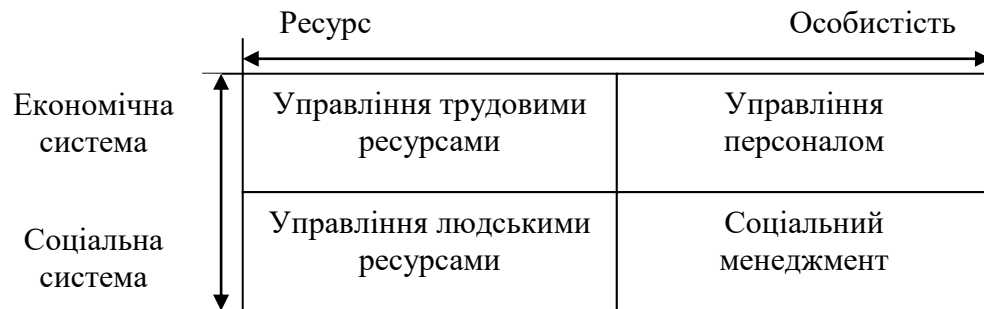 Ресурс Особистість
Економічна
система
Управління трудовими
ресурсами
Управління
персоналом
Соціальна
система
Управління людськими
ресурсами
Соціальний
менеджмент